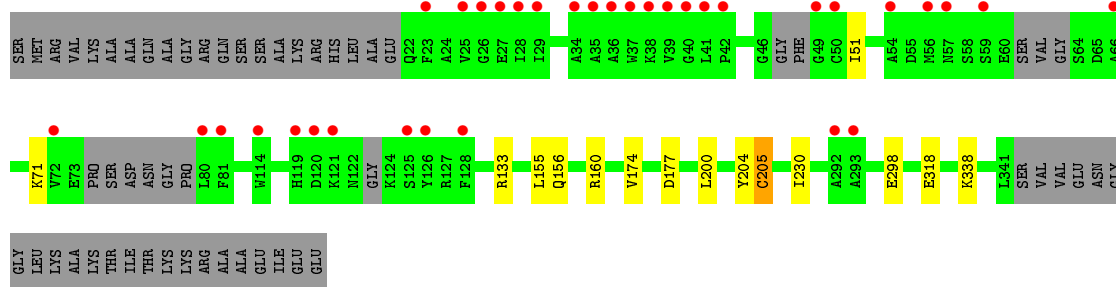 SER MET ARG VAL LYS ALA ALA GLN ALA GLY ARG GLN SER SER ALA LYS ARG HIS LEU ALA GLU Q22 F23 A24 V25 G26 E27 I28 I29 A34 A35 A36 W37 K38 V39 G40 L41 P42 G46 GLY PHE G49 C50 I51 A54 D55 M56 N57 S58 S59 E60 SER VAL GLY S64 D65 A66
K71 V72 E73 PRO SER ASP ASN GLY PRO L80 F81 W114 H119 D120 K121 N122 GLY K124 S125 Y126 R127 F128 R133 L155 Q156 R160 V174 D177 L200 Y204 C205 I230 A292 A293 E298 E318 K338 L341 SER VAL VAL GLU ASN GLY
GLY LEU LYS ALA LYS THR ILE THR LYS LYS ARG ALA ALA GLU ILE GLU GLU